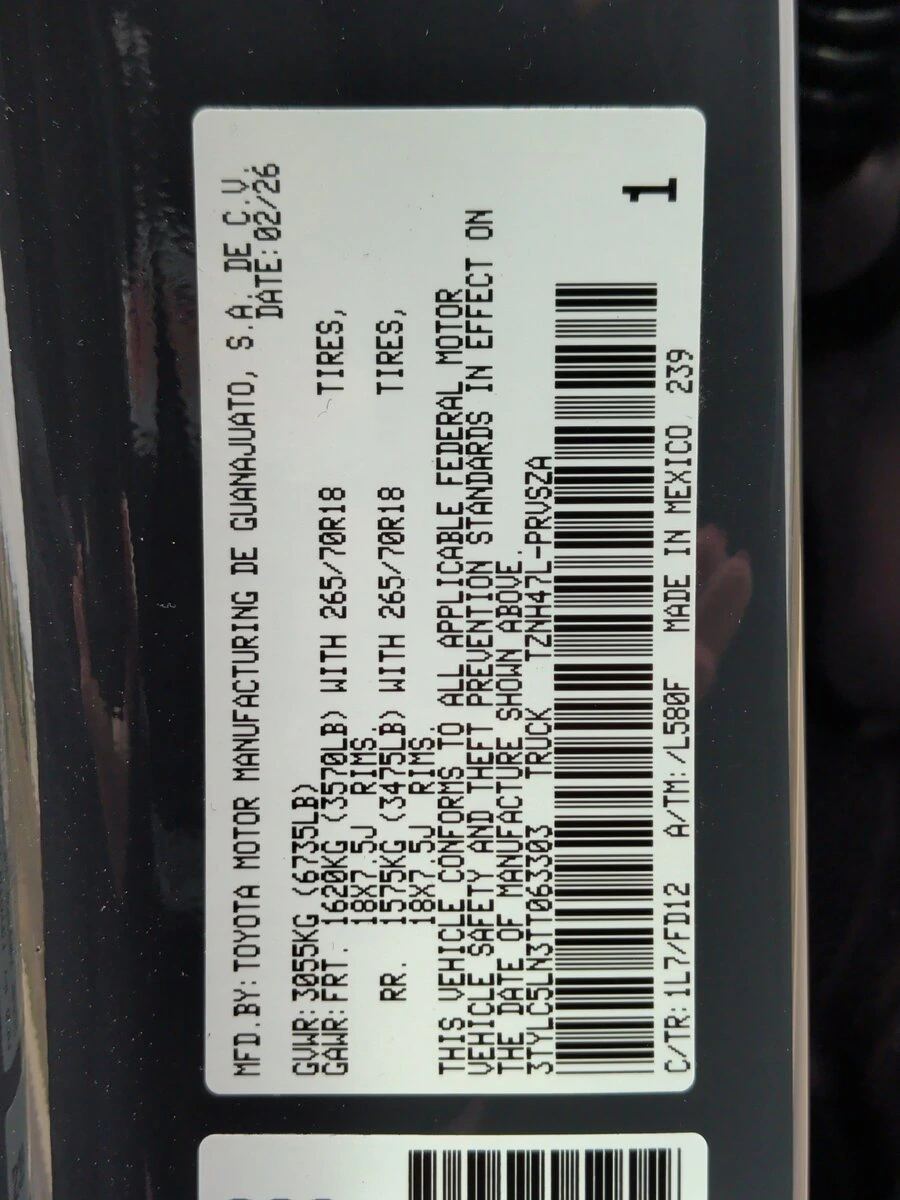 MFD.BY:TOYOTA MOTOR MANUFACTURING DE GUANAJUATO, S.A. DE C.V.
DATE:02/26
GVWR:3055KG (6735LB)
GAWR:FRT. 1620KG (3570LB) WITH 265/70R18 TIRES,
18X7.5J RIMS.
RR. 1575KG (3475LB) WITH 265/70R18 TIRES,
18X7.5J RIMS.
THIS VEHICLE CONFORMS TO ALL APPLICABLE FEDERAL MOTOR
VEHICLE SAFETY AND THEFT PREVENTION STANDARDS IN EFFECT ON
THE DATE OF MANUFACTURE SHOWN ABOVE.
3TYLC5LN3TT063303 TRUCK TZNH47L-PRVSZA
1
C/TR:1L7/FD12 A/TM:/L580F MADE IN MEXICO 239